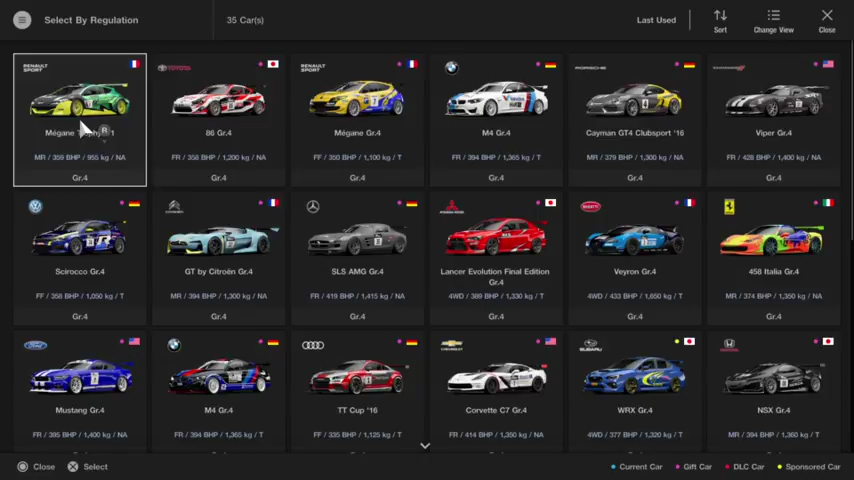 Select By Regulation
35 Car(s)
Last Used
Sort
Change View
Close
RENAULT SPORT
Mégane
MR / 359 BHP / 955 kg / NA
Gr.4
TOYOTA
86 Gr.4
FR / 358 BHP / 1,200 kg / NA
Gr.4
RENAULT SPORT
Mégane Gr.4
FF / 350 BHP / 1,100 kg / T
Gr.4
M4 Gr.4
FR / 394 BHP / 1,365 kg / T
Gr.4
PORSCHE
Cayman GT4 Clubsport '16
MR / 379 BHP / 1,300 kg / NA
Gr.4
Viper Gr.4
FR / 428 BHP / 1,400 kg / NA
Gr.4
Scirocco Gr.4
FF / 358 BHP / 1,050 kg / T
Gr.4
GT by Citroën Gr.4
MR / 394 BHP / 1,300 kg / NA
Gr.4
SLS AMG Gr.4
FR / 419 BHP / 1,415 kg / NA
Gr.4
Lancer Evolution Final Edition
Gr.4
4WD / 389 BHP / 1,330 kg / T
Gr.4
Veyron Gr.4
4WD / 433 BHP / 1,650 kg / T
Gr.4
458 Italia Gr.4
MR / 374 BHP / 1,350 kg / NA
Gr.4
Mustang Gr.4
FR / 395 BHP / 1,400 kg / NA
M4 Gr.4
FR / 394 BHP / 1,365 kg / T
Audi
TT Cup '16
FF / 335 BHP / 1,125 kg / T
CHEVROLET
Corvette C7 Gr.4
FR / 414 BHP / 1,350 kg / NA
SUBARU
WRX Gr.4
4WD / 377 BHP / 1,320 kg / T
HONDA
NSX Gr.4
MR / 394 BHP / 1,360 kg / T
Close
Select
Current Car
Gift Car
DLC Car
Sponsored Car